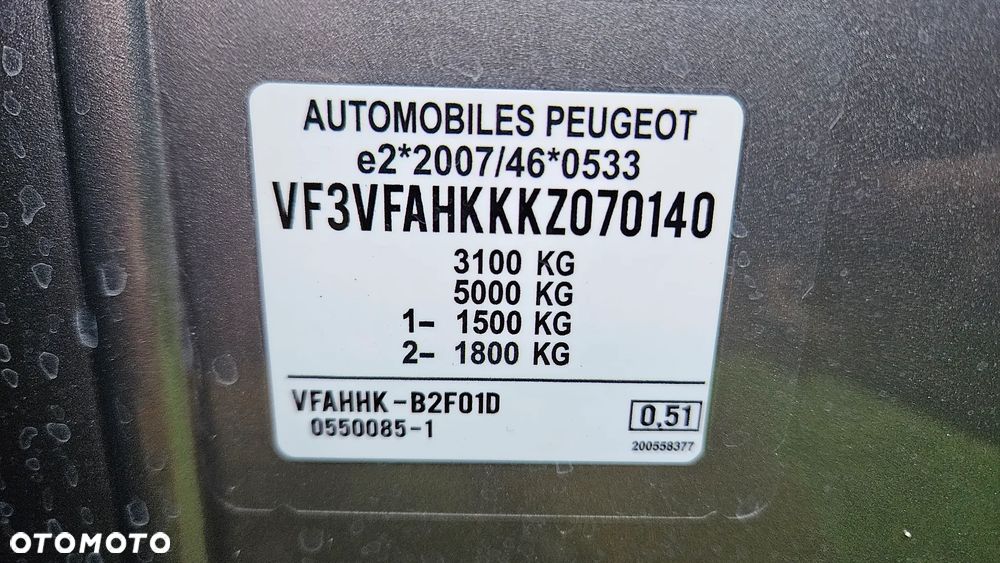 AUTOMOBILES PEUGEOT
e2*2007/46*0533
VF3VFAHKKKZ070140
3100 KG
5000 KG
1- 1500 KG
2- 1800 KG
VFAHHK-B2F01D
0550085-1
0,51
200558377
OTOMOTO